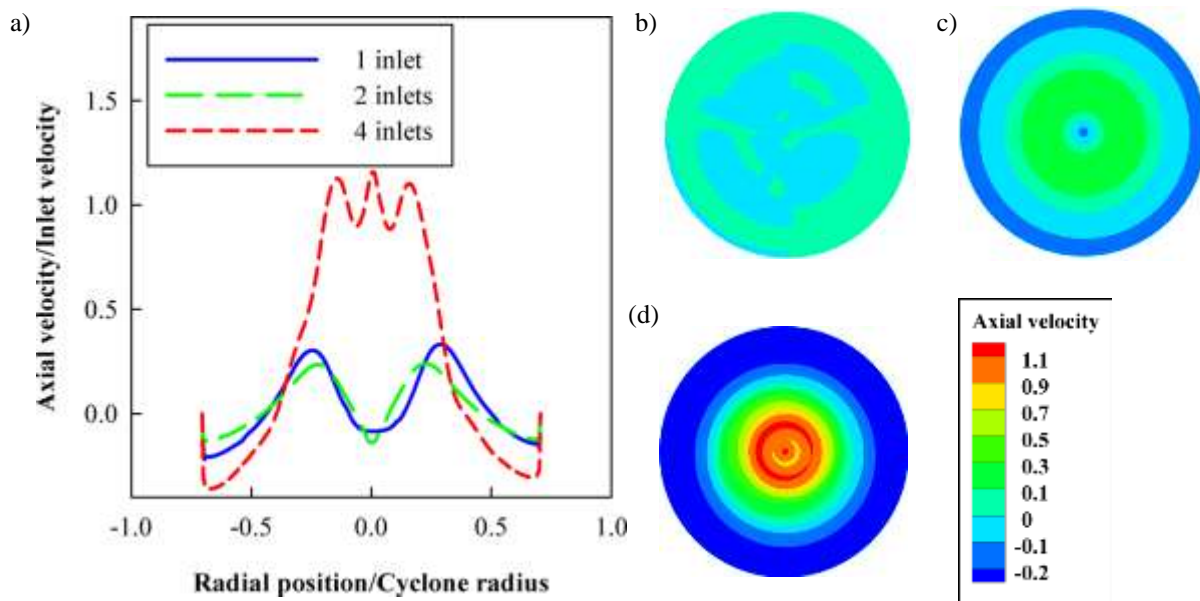 a)
1 inlet
2 inlets
4 inlets
1.5
1.0
0.5
0.0
-1.0
-0.5
0.0
0.5
1.0
Axial velocity/Inlet velocity
Radial position/Cyclone radius
b)
c)
(d)
Axial velocity
1.1
0.9
0.7
0.5
0.3
0.1
0
-0.1
-0.2